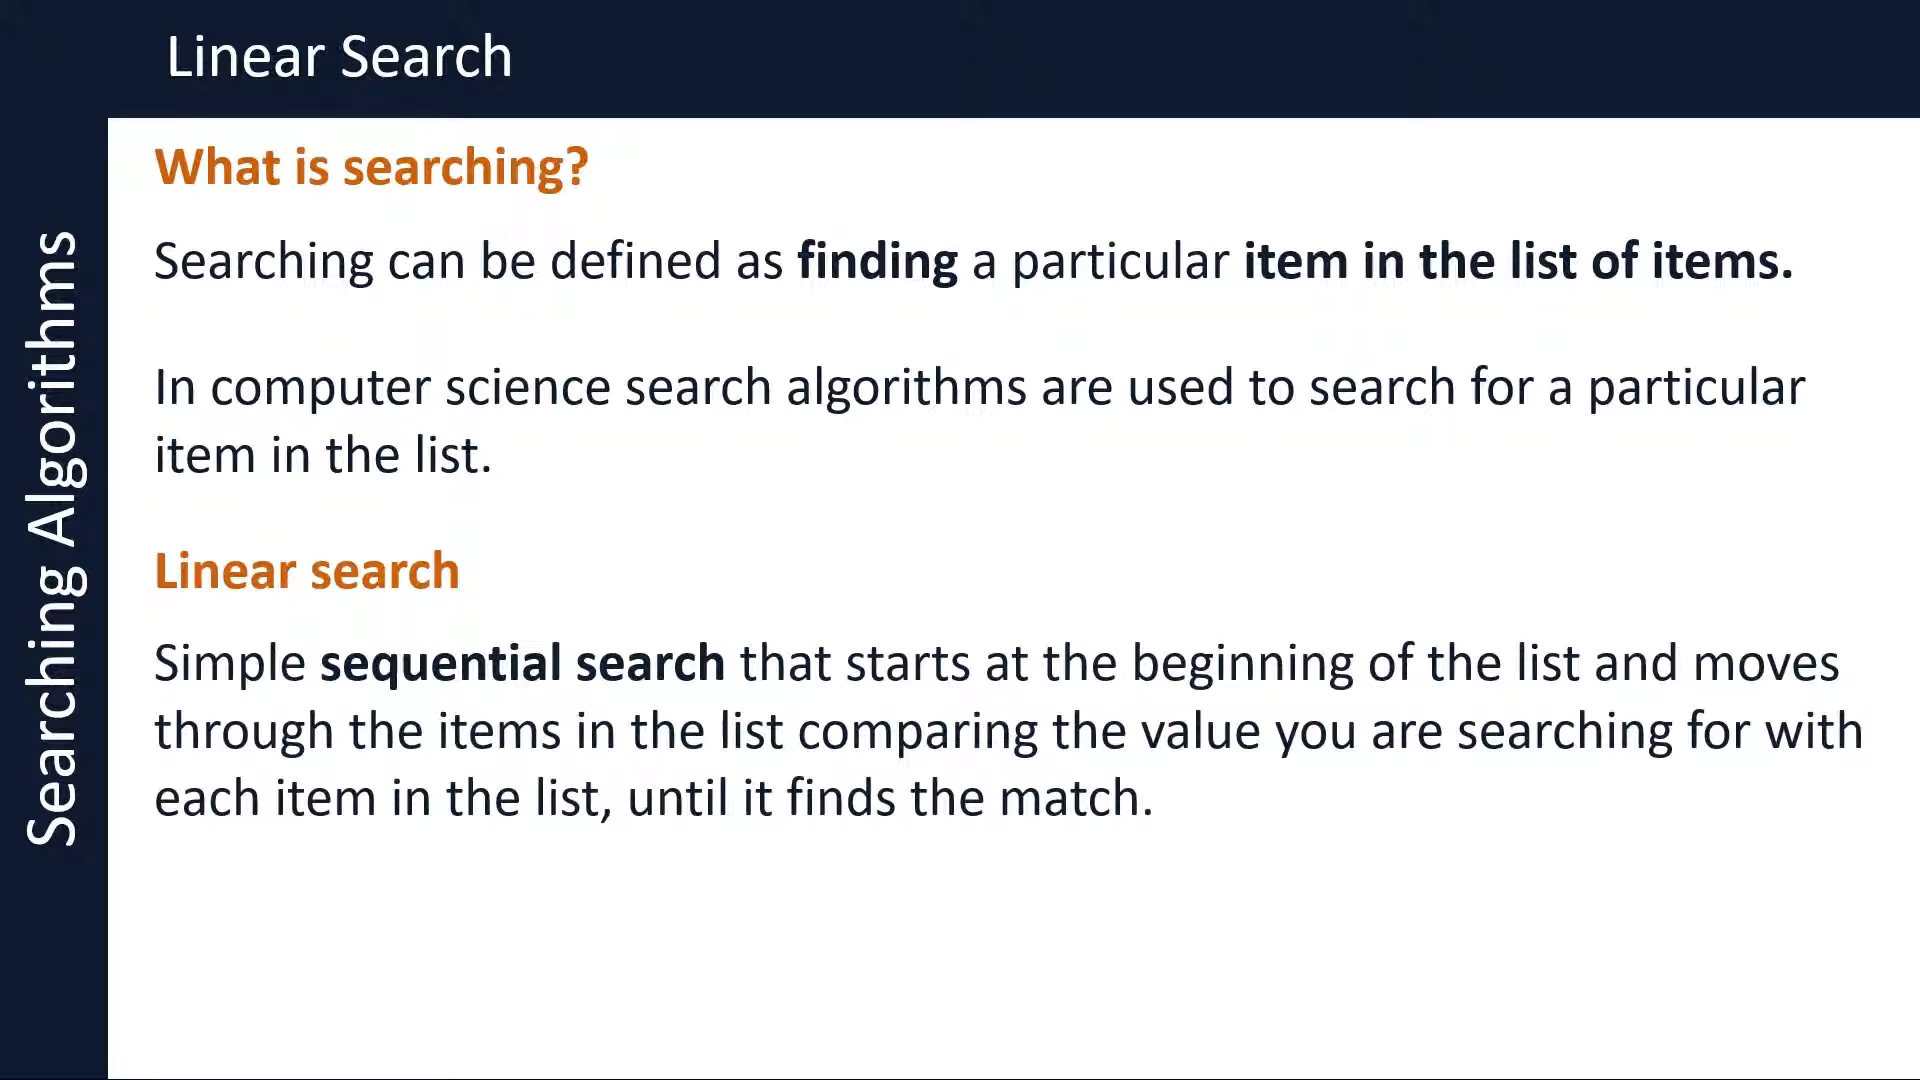 Linear Search
Searching Algorithms
What is searching?
Searching can be defined as finding a particular item in the list of items.
In computer science search algorithms are used to search for a particular
item in the list.
Linear search
Simple sequential search that starts at the beginning of the list and moves
through the items in the list comparing the value you are searching for with
each item in the list, until it finds the match.